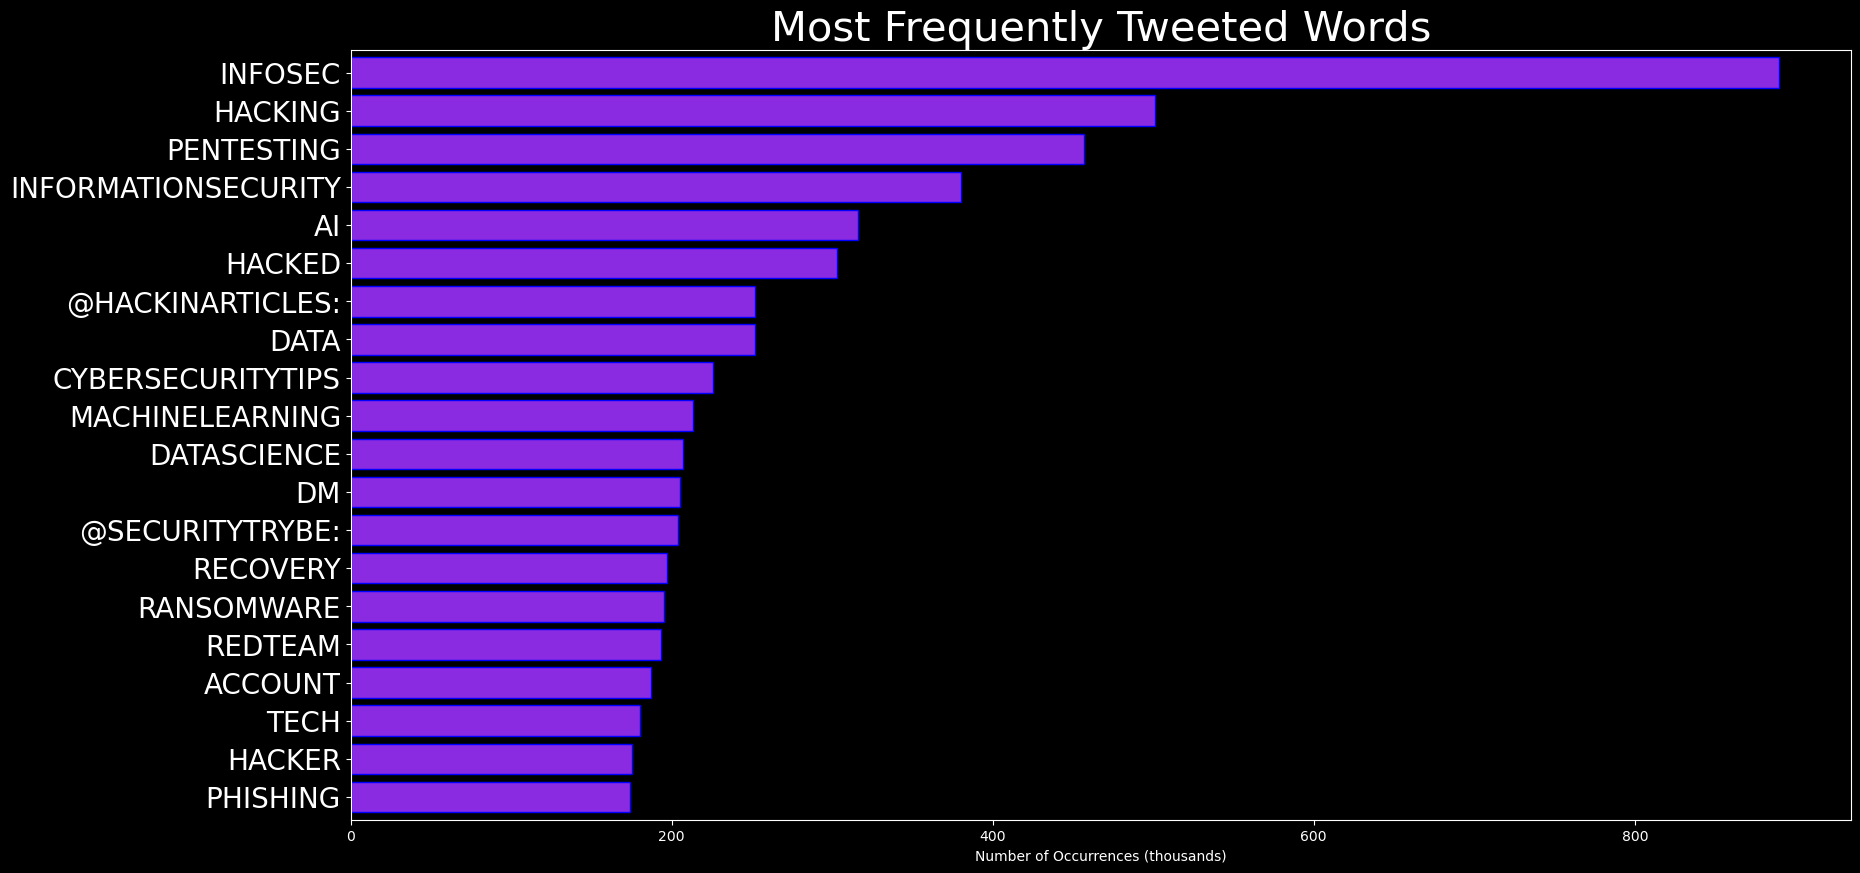 Most Frequently Tweeted Words
INFOSEC
HACKING
PENTESTING
INFORMATIONSECURITY
AI
HACKED
@HACKINARTICLES:
DATA
CYBERSECURITYTIPS
MACHINELEARNING
DATASCIENCE
DM
@SECURITYTRYBE:
RECOVERY
RANSOMWARE
REDTEAM
ACCOUNT
TECH
HACKER
PHISHING
0 200 400 600 800
Number of Occurrences (thousands)